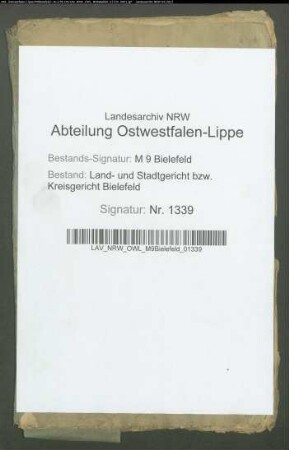 Landesarchiv NRW
Abteilung Ostwestfalen-Lippe
Bestands-Signatur: M 9 Bielefeld
Bestand: Land- und Stadtgericht bzw.
Kreisgericht Bielefeld
Signatur: Nr. 1339
LAV_NRW_OWL_M9Bielefeld_01339